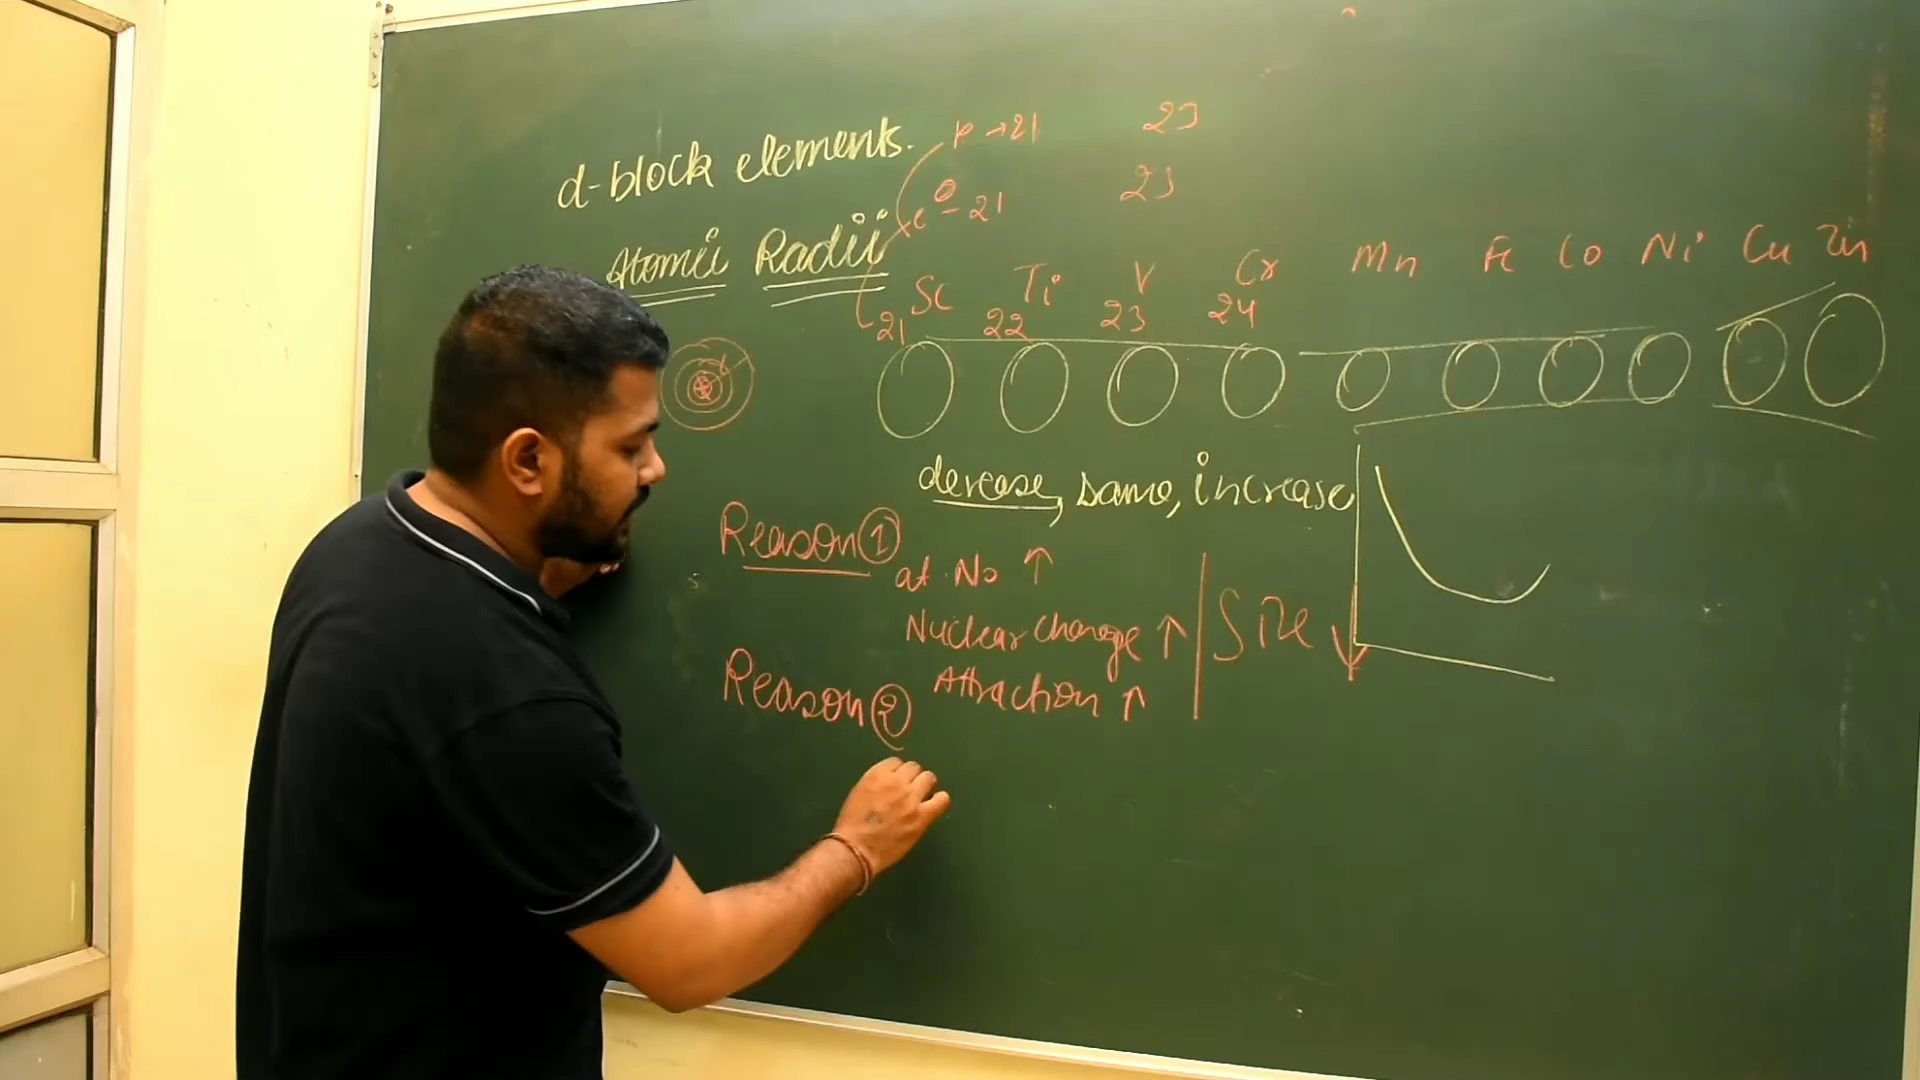 d-block elements.
Atomic Radii
p → 21 23
e⊖ - 21 23
Sc Ti V Cr Mn Fe Co Ni Cu Zn
21 22 23 24
decrease, same, increase
Reason ①
at. No ↑
Nuclear Charge ↑
Attraction ↑
Size ↓
Reason ②